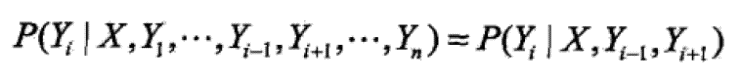 P(Y_i | X, Y_1, ⋯, Y_{i-1}, Y_{i+1}, ⋯, Y_n) = P(Y_i | X, Y_{i-1}, Y_{i+1})